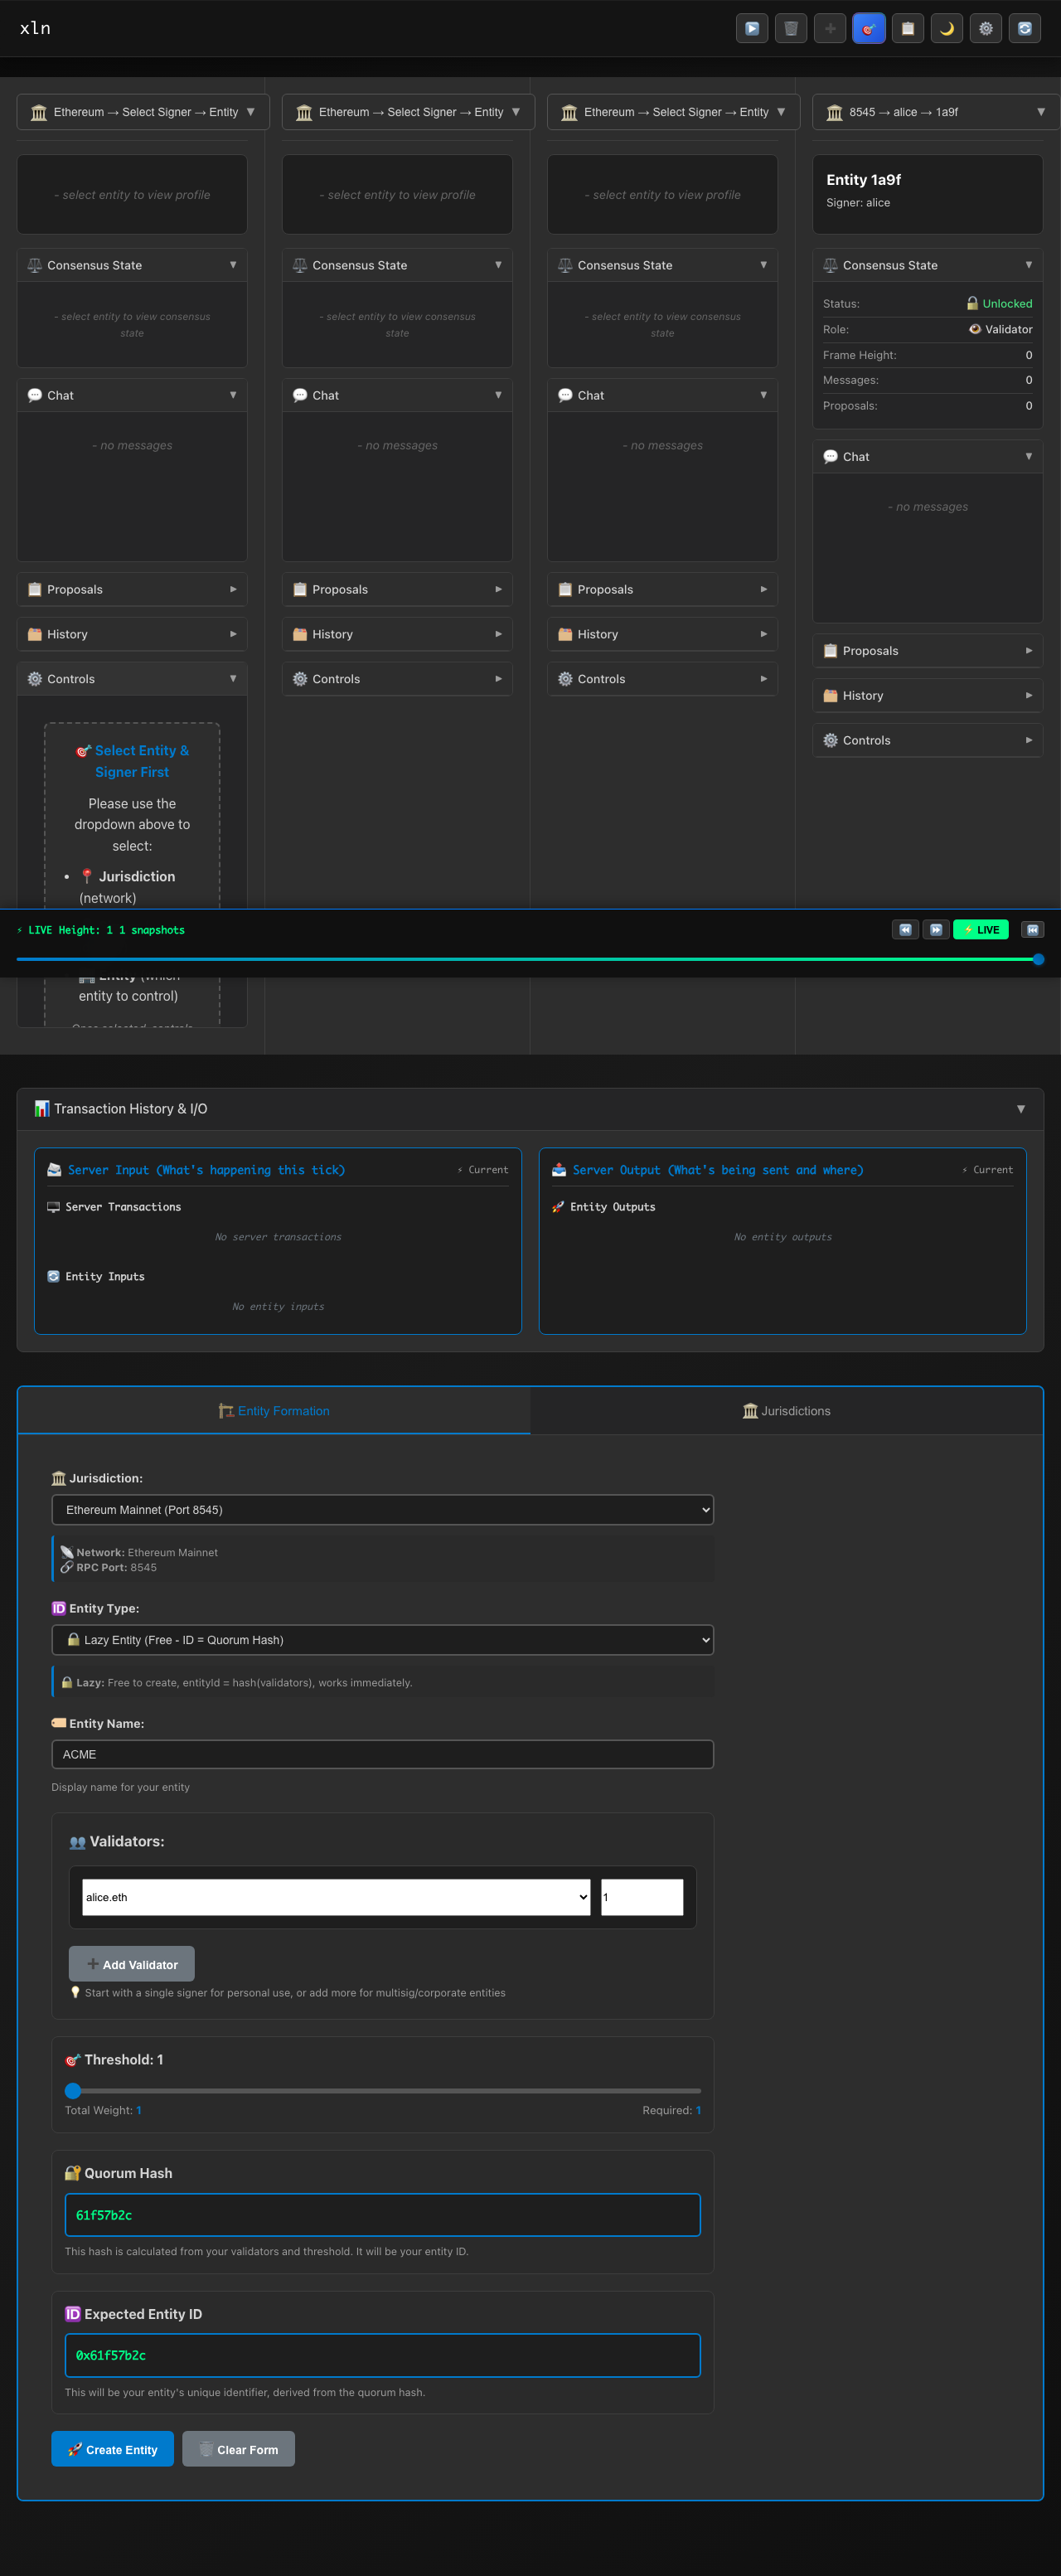 xln
Ethereum → Select Signer → Entity ▼
- select entity to view profile
Consensus State ▼
- select entity to view consensus
state
Chat ▼
- no messages
Proposals ▶
History ▶
Controls ▼
Select Entity &
Signer First
Please use the
dropdown above to
select:
• Jurisdiction
(network)
Ethereum → Select Signer → Entity ▼
- select entity to view profile
Consensus State ▼
- select entity to view consensus
state
Chat ▼
- no messages
Proposals ▶
History ▶
Controls ▶
Ethereum → Select Signer → Entity ▼
- select entity to view profile
Consensus State ▼
- select entity to view consensus
state
Chat ▼
- no messages
Proposals ▶
History ▶
Controls ▶
8545 → alice → 1a9f ▼
Entity 1a9f
Signer: alice
Consensus State ▼
Status: Unlocked
Role: Validator
Frame Height: 0
Messages: 0
Proposals: 0
Chat ▼
- no messages
Proposals ▶
History ▶
Controls ▶
⚡ LIVE Height: 1 1 snapshots
⚡ LIVE
Entity (which
entity to control)
Transaction History & I/O ▼
Server Input (What's happening this tick) ⚡ Current
Server Transactions
No server transactions
Entity Inputs
No entity inputs
Server Output (What's being sent and where) ⚡ Current
Entity Outputs
No entity outputs
Entity Formation
Jurisdictions
Jurisdiction:
Ethereum Mainnet (Port 8545)
Network: Ethereum Mainnet
RPC Port: 8545
Entity Type:
Lazy Entity (Free - ID = Quorum Hash)
Lazy: Free to create, entityId = hash(validators), works immediately.
Entity Name:
ACME
Display name for your entity
Validators:
alice.eth 1
Add Validator
Start with a single signer for personal use, or add more for multisig/corporate entities
Threshold: 1
Total Weight: 1 Required: 1
Quorum Hash
61f57b2c
This hash is calculated from your validators and threshold. It will be your entity ID.
Expected Entity ID
0x61f57b2c
This will be your entity's unique identifier, derived from the quorum hash.
Create Entity
Clear Form